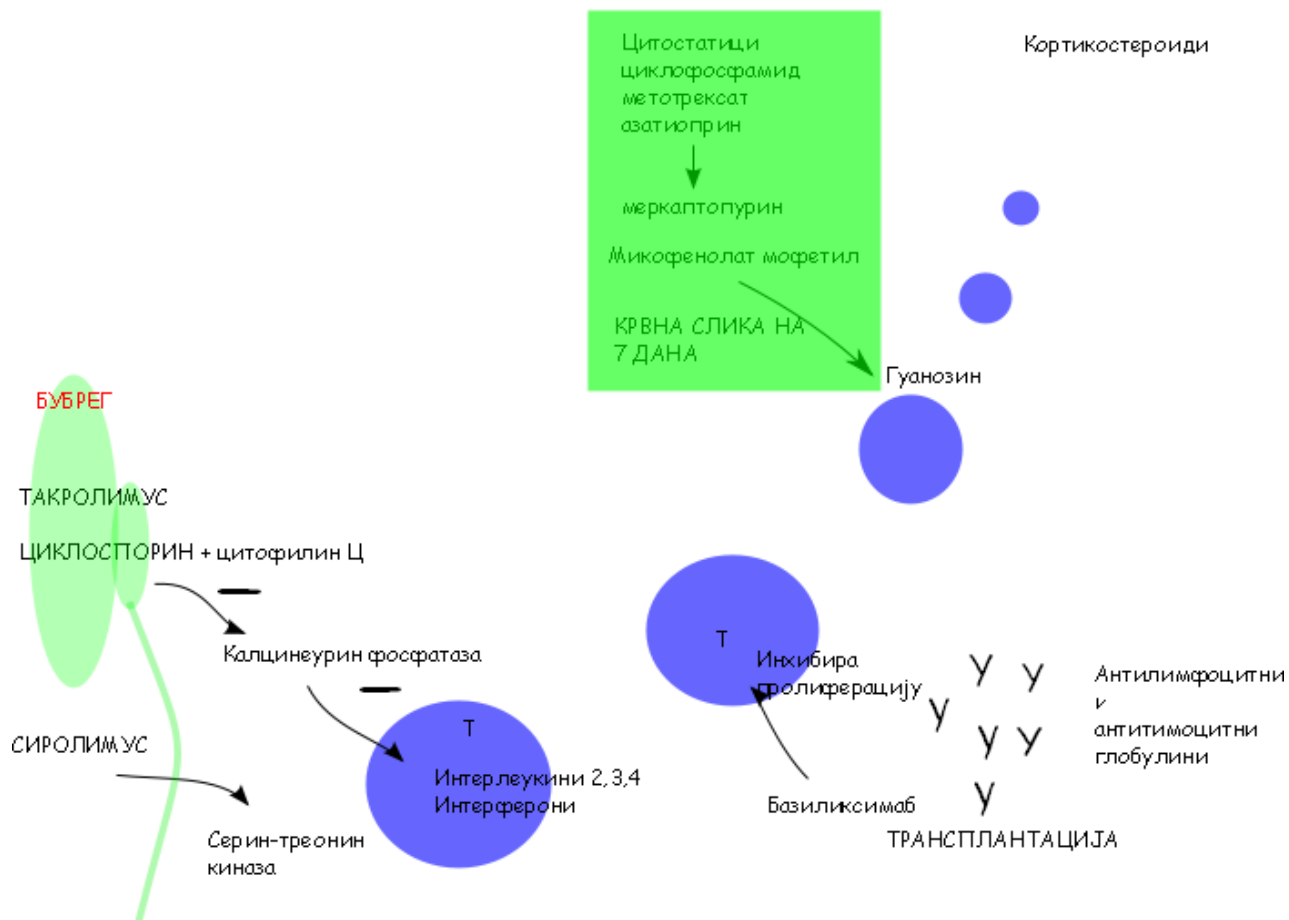 Цитостатици
циклофосфамид
метотрексат
азатиоприн
меркаптопурин
Микофенолат мофетил
КРВНА СЛИКА НА
7 ДАНА
Кортикостероиди
Гуанозин
БУБРЕГ
ТАКРОЛИМУС
ЦИКЛОСПОРИН + цитофилин Ц
Калцинеурин фосфатаза
СИРОЛИМУС
Серин-треонин
киназа
Т
Интерлеукини 2,3,4
Интерферони
Т
Инхибира
пролиферацију
Базиликсимаб
У У
У
У У
У
Антилимфоцитни
и
антитимоцитни
глобулини
ТРАНСПЛАНТАЦИЈА